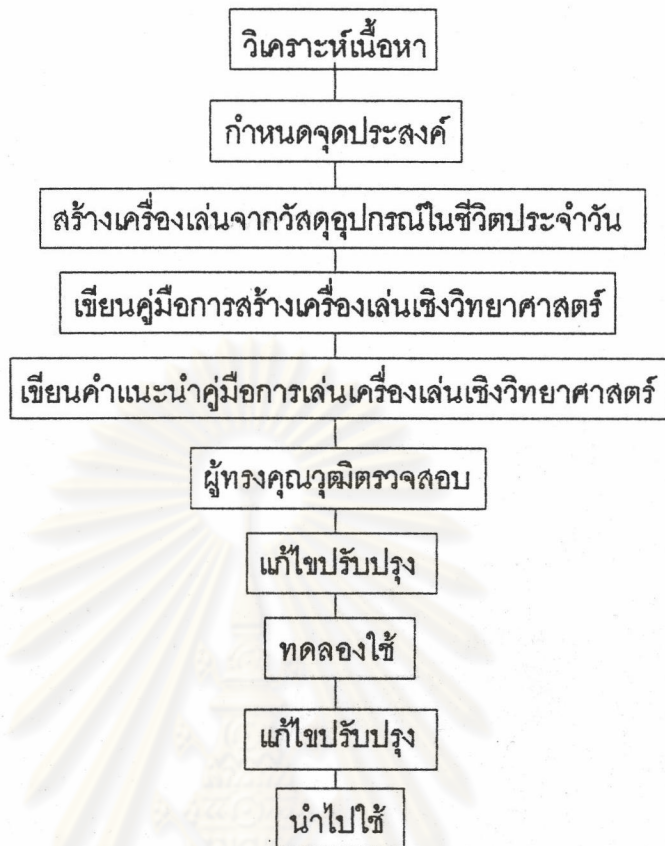 วิเคราะห์เนื้อหา
กำหนดจุดประสงค์
สร้างเครื่องเล่นจากวัสดุอุปกรณ์ในชีวิตประจำวัน
เขียนคู่มือการสร้างเครื่องเล่นเชิงวิทยาศาสตร์
เขียนคำแนะนำคู่มือการเล่นเครื่องเล่นเชิงวิทยาศาสตร์
ผู้ทรงคุณวุฒิตรวจสอบ
แก้ไขปรับปรุง
ทดลองใช้
แก้ไขปรับปรุง
นำไปใช้